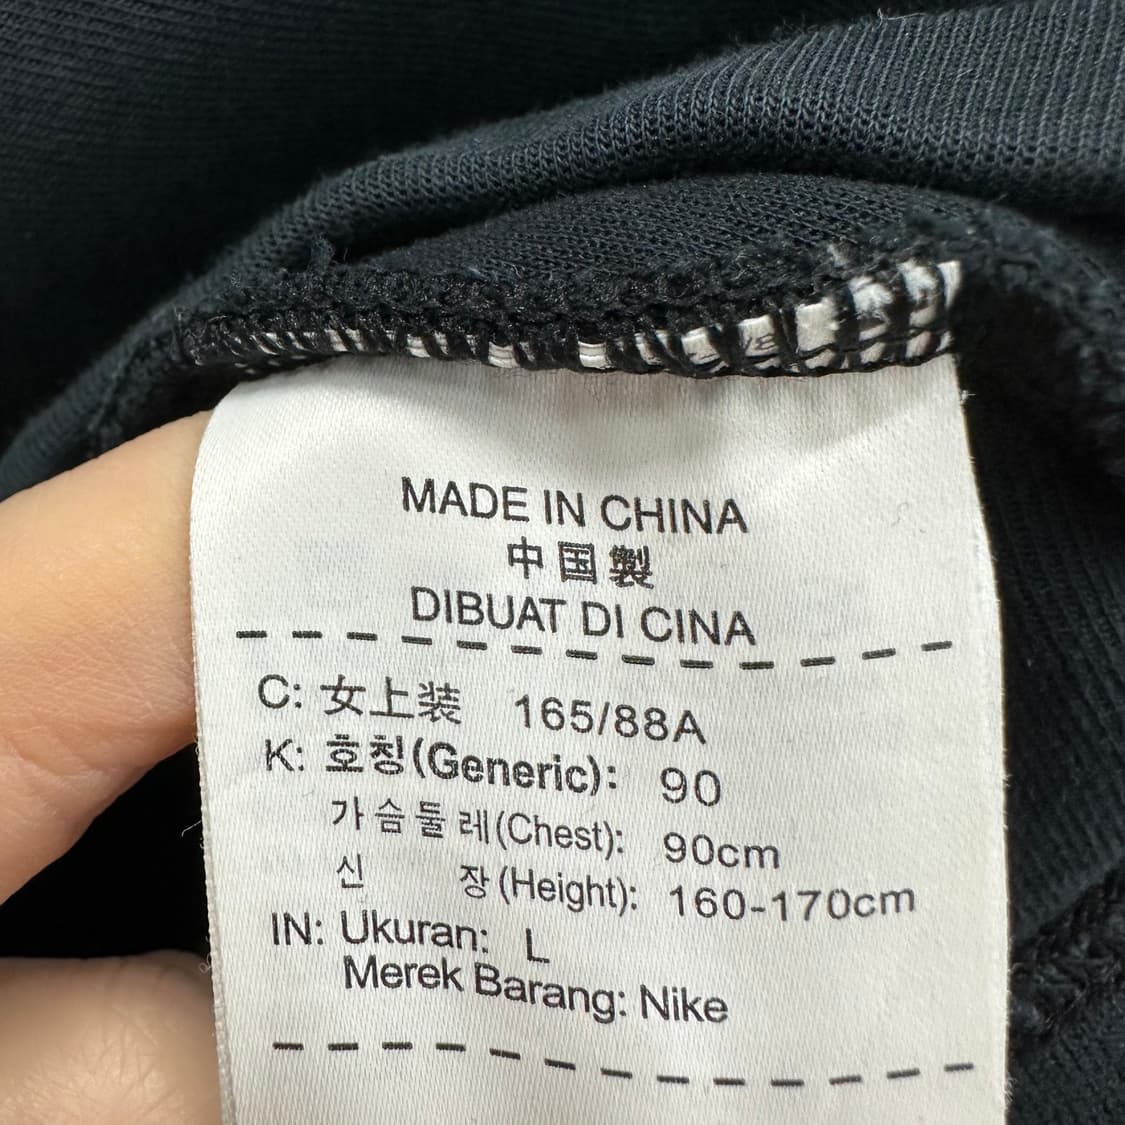 MADE IN CHINA
中国製
DIBUAT DI CINA
C: 女上装 165/88A
K: 호칭(Generic): 90
가슴둘레(Chest): 90cm
신 장(Height): 160-170cm
IN: Ukuran: L
Merek Barang: Nike